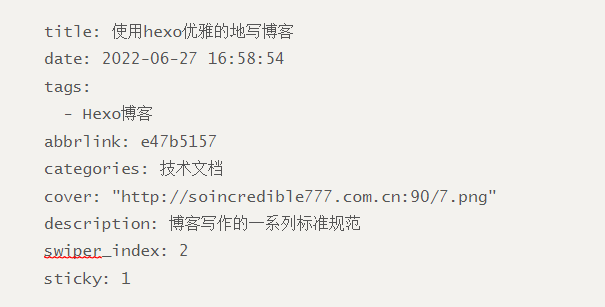 title: 使用hexo优雅的地写博客
date: 2022-06-27 16:58:54
tags:
  - Hexo博客
abbrlink: e47b5157
categories: 技术文档
cover: "http://soincredible777.com.cn:90/7.png"
description: 博客写作的一系列标准规范
swiper_index: 2
sticky: 1